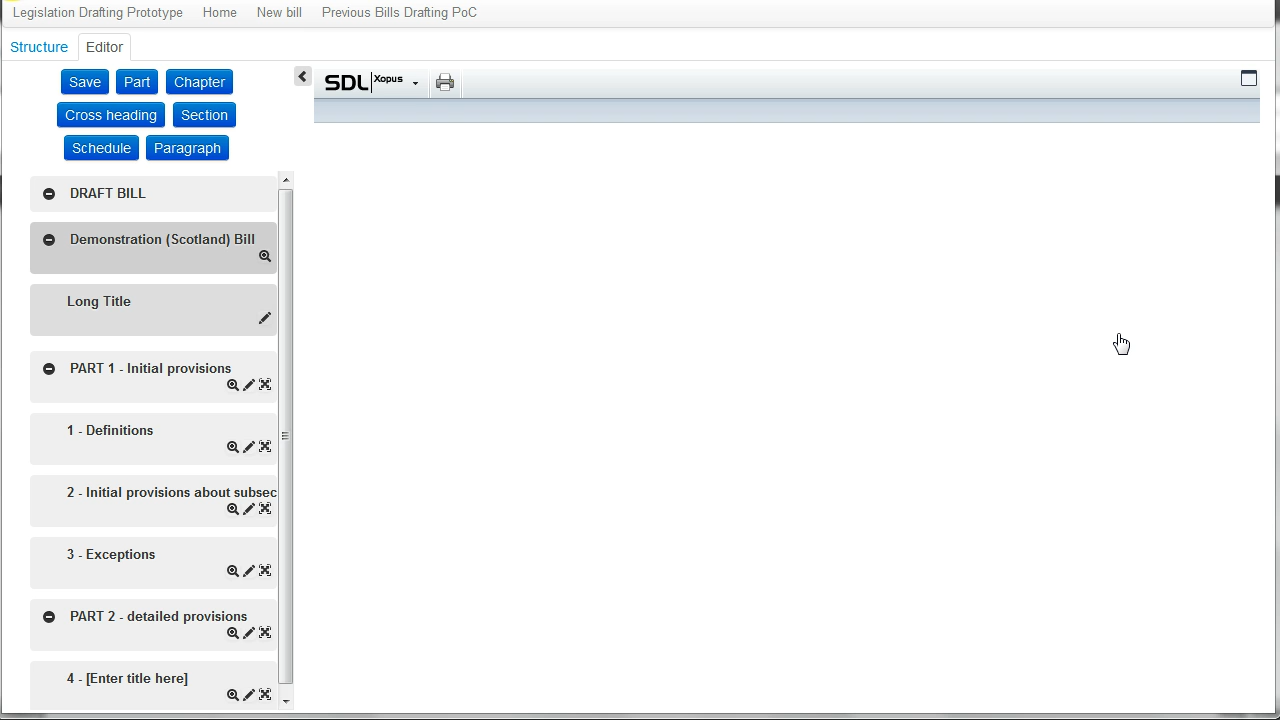 Legislation Drafting Prototype Home New bill Previous Bills Drafting PoC
Structure Editor
Save Part Chapter
Cross heading Section
Schedule Paragraph
SDL Xopus
DRAFT BILL
Demonstration (Scotland) Bill
Long Title
PART 1 - Initial provisions
1 - Definitions
2 - Initial provisions about subsec
3 - Exceptions
PART 2 - detailed provisions
4 - [Enter title here]